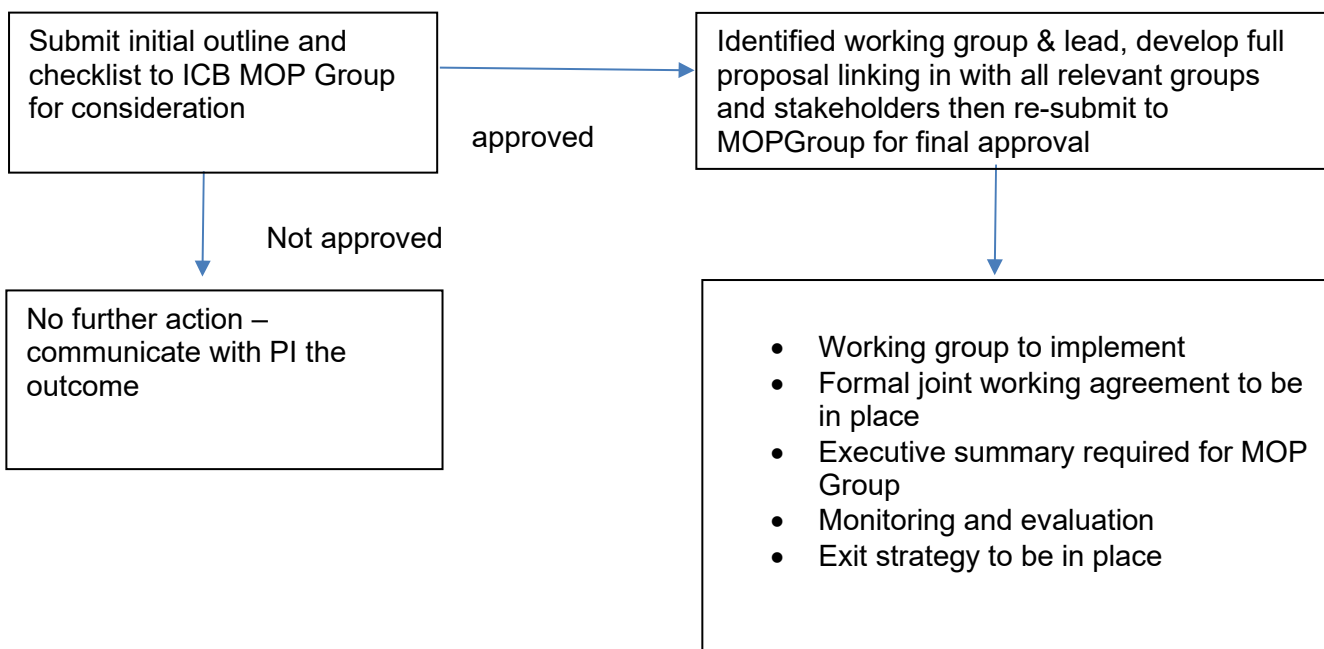 Submit initial outline and
checklist to ICB MOP Group
for consideration
approved
Identified working group & lead, develop full
proposal linking in with all relevant groups
and stakeholders then re-submit to
MOPGroup for final approval
Not approved
No further action –
communicate with PI the
outcome
• Working group to implement
• Formal joint working agreement to be
in place
• Executive summary required for MOP
Group
• Monitoring and evaluation
• Exit strategy to be in place